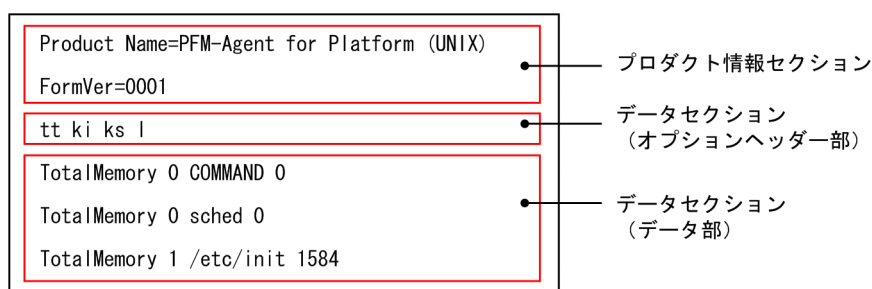 Product Name=PFM-Agent for Platform (UNIX)
FormVer=0001
プロダクト情報セクション
tt ki ks l
データセクション
(オプションヘッダー部)
TotalMemory 0 COMMAND 0
TotalMemory 0 sched 0
TotalMemory 1 /etc/init 1584
データセクション
(データ部)